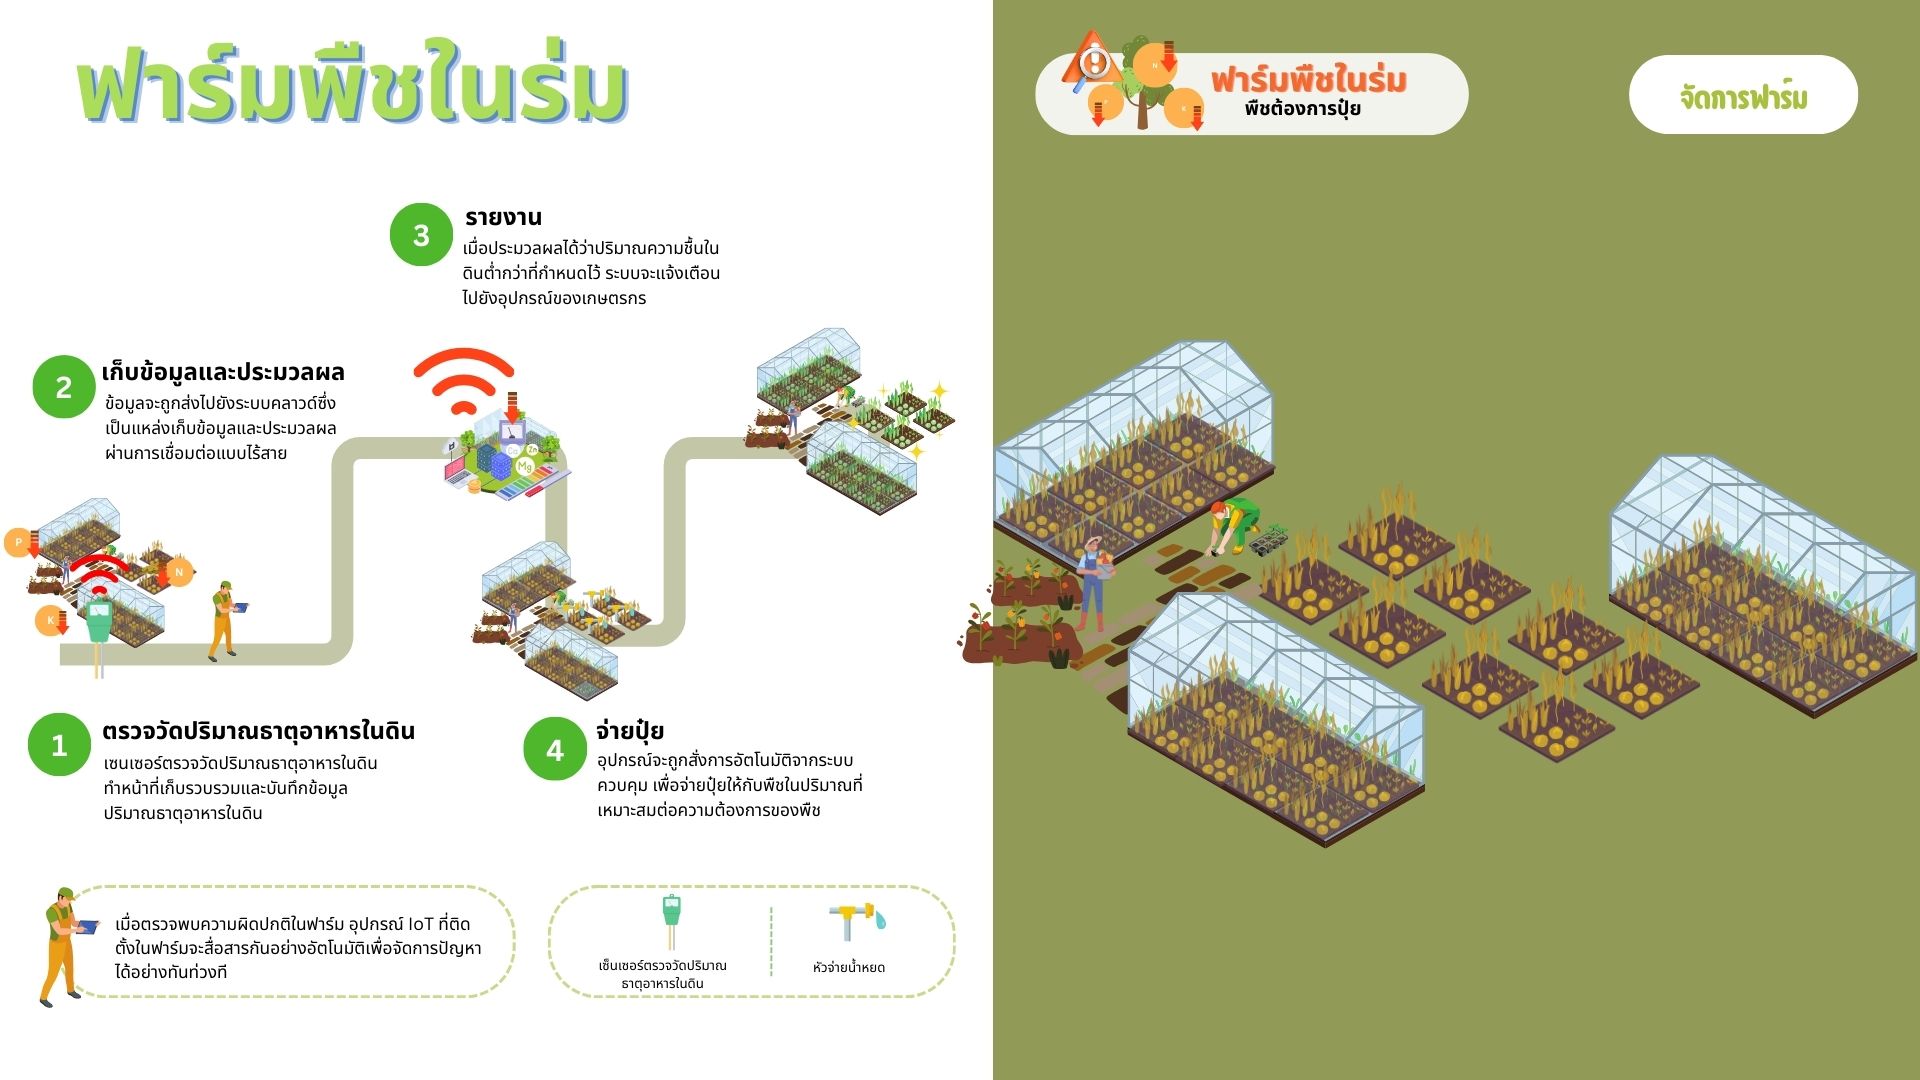 ฟาร์มพืชในร่ม
3
รายงาน
เมื่อประมวลผลได้ว่าปริมาณความชื้นใน
ดินต่ำกว่าที่กำหนดไว้ ระบบจะแจ้งเตือน
ไปยังอุปกรณ์ของเกษตรกร
2
เก็บข้อมูลและประมวลผล
ข้อมูลจะถูกส่งไปยังระบบคลาวด์ซึ่ง
เป็นแหล่งเก็บข้อมูลและประมวลผล
ผ่านการเชื่อมต่อแบบไร้สาย
Ca
Zn
Mg
P
N
K
1
ตรวจวัดปริมาณธาตุอาหารในดิน
เซนเซอร์ตรวจวัดปริมาณธาตุอาหารในดิน
ทำหน้าที่เก็บรวบรวมและบันทึกข้อมูล
ปริมาณธาตุอาหารในดิน
4
จ่ายปุ๋ย
อุปกรณ์จะถูกสั่งการอัตโนมัติจากระบบ
ควบคุม เพื่อจ่ายปุ๋ยให้กับพืชในปริมาณที่
เหมาะสมต่อความต้องการของพืช
เมื่อตรวจพบความผิดปกติในฟาร์ม อุปกรณ์ IoT ที่ติด
ตั้งในฟาร์มจะสื่อสารกันอย่างอัตโนมัติเพื่อจัดการปัญหา
ได้อย่างทันท่วงที
เซ็นเซอร์ตรวจวัดปริมาณ
ธาตุอาหารในดิน
หัวจ่ายน้ำหยด
N
K
ฟาร์มพืชในร่ม
พืชต้องการปุ๋ย
จัดการฟาร์ม